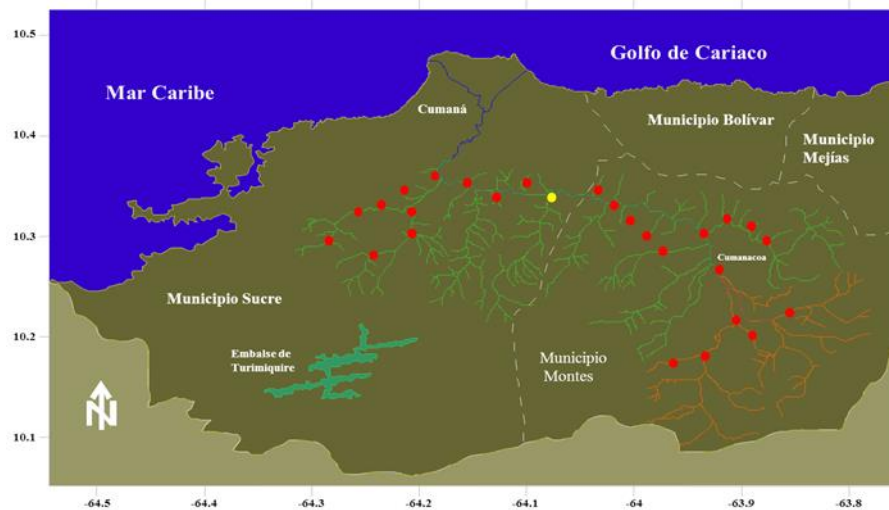 10.5
Golfo de Cariaco
Mar Caribe
10.4
Cumaná
Municipio Bolívar
Municipio
Mejías
10.3
Cumanacoa
Municipio Sucre
10.2
Embalse de
Turimiquire
Municipio
Montes
N
10.1
-64.5
-64.4
-64.3
-64.2
-64.1
-64
-63.9
-63.8